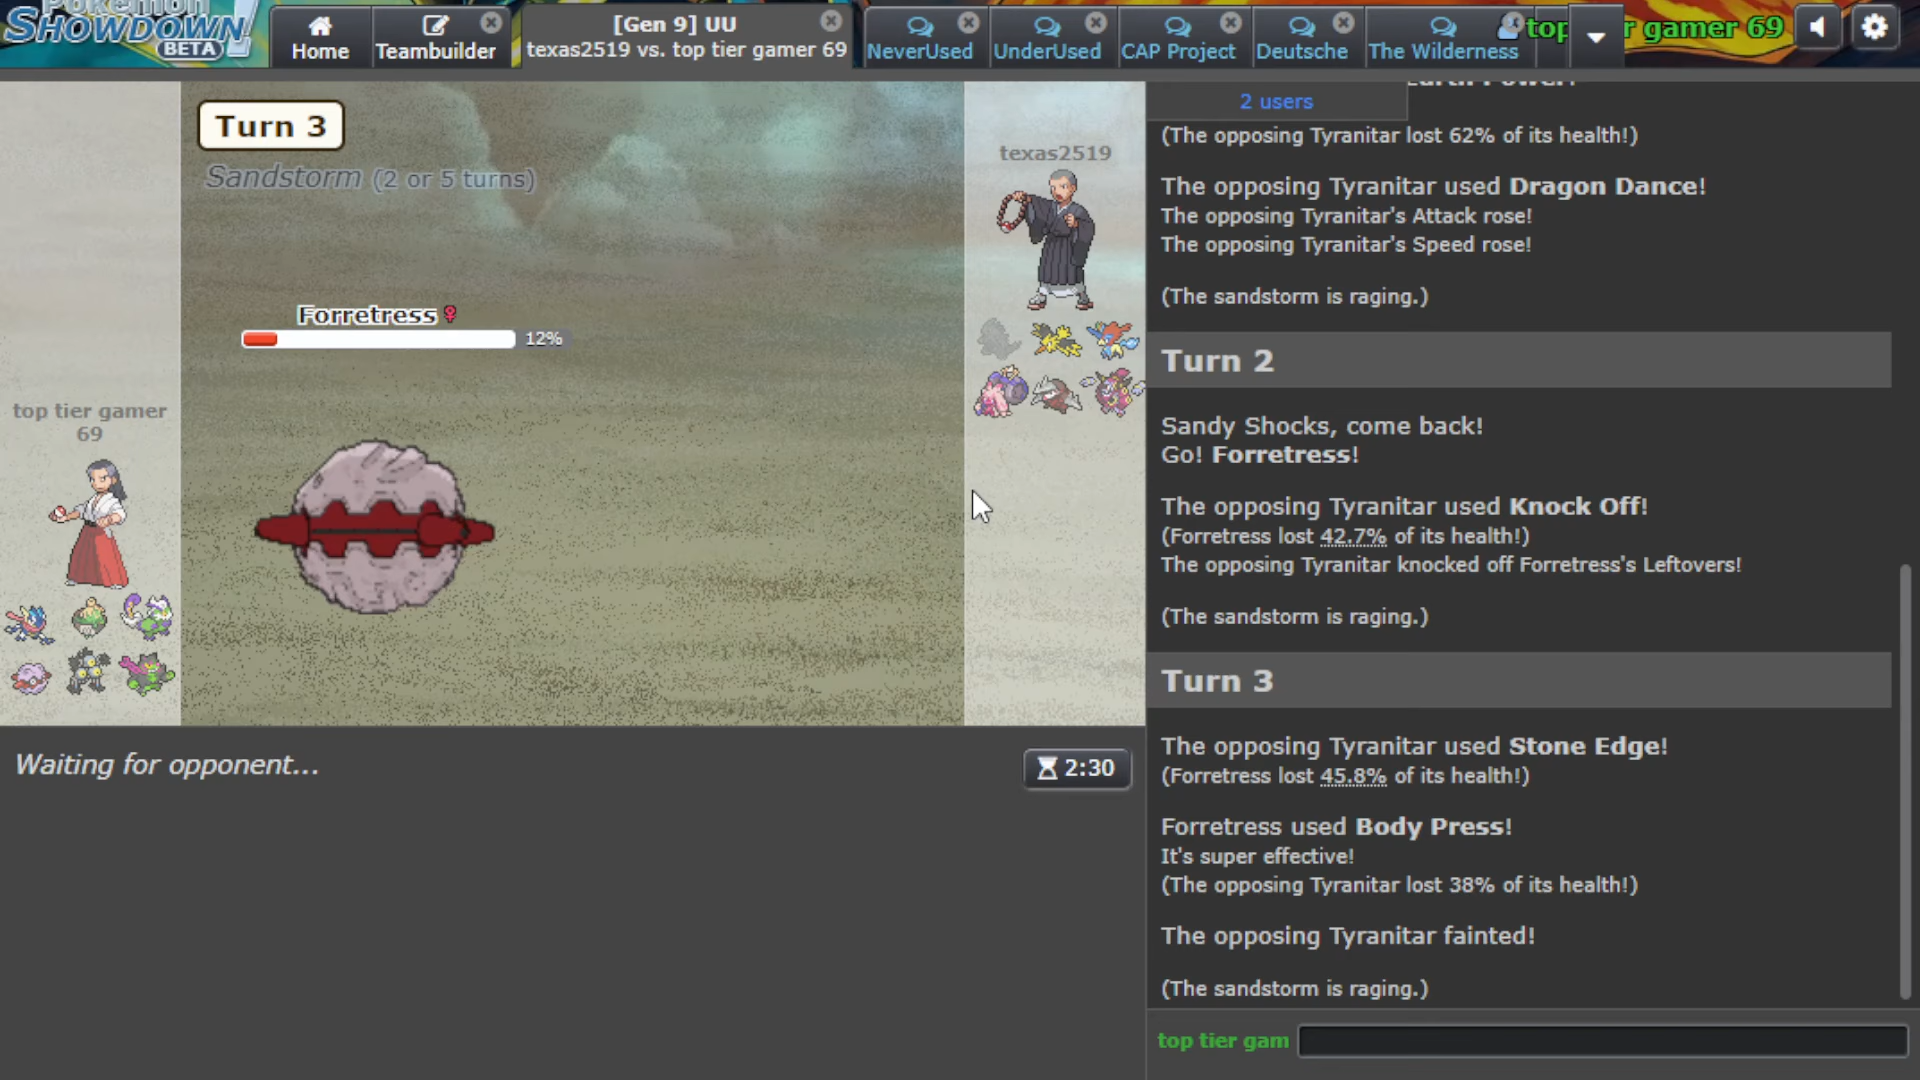 Pokémon
SHOWDOWN!
BETA
Home
Teambuilder
[Gen 9] UU
texas2519 vs. top tier gamer 69
NeverUsed
UnderUsed
CAP Project
Deutsche
The Wilderness
top
r gamer 69
Turn 3
Sandstorm (2 or 5 turns)
Forretress ♀
12%
top tier gamer
69
texas2519
Waiting for opponent...
2:30
2 users
Earth Power!
(The opposing Tyranitar lost 62% of its health!)
The opposing Tyranitar used Dragon Dance!
The opposing Tyranitar's Attack rose!
The opposing Tyranitar's Speed rose!
(The sandstorm is raging.)
Turn 2
Sandy Shocks, come back!
Go! Forretress!
The opposing Tyranitar used Knock Off!
(Forretress lost 42.7% of its health!)
The opposing Tyranitar knocked off Forretress's Leftovers!
(The sandstorm is raging.)
Turn 3
The opposing Tyranitar used Stone Edge!
(Forretress lost 45.8% of its health!)
Forretress used Body Press!
It's super effective!
(The opposing Tyranitar lost 38% of its health!)
The opposing Tyranitar fainted!
(The sandstorm is raging.)
top tier gam